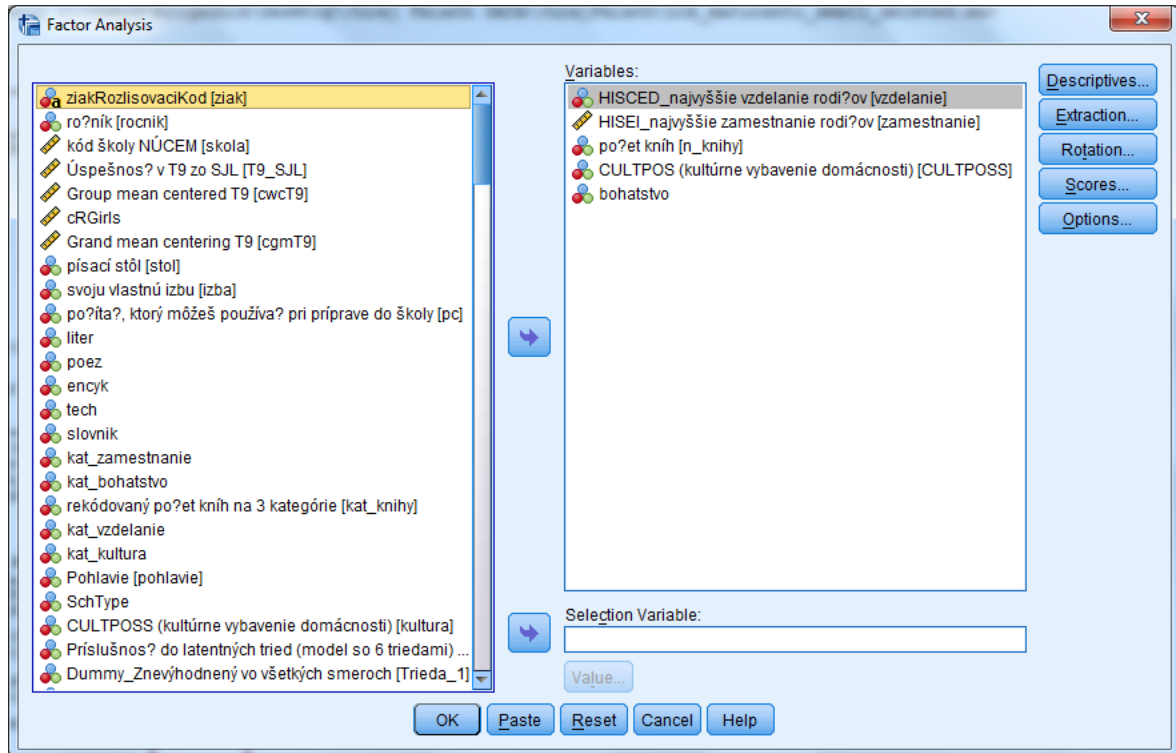 Factor Analysis
ziakRozlisovaciKod [ziak]
ro?ník [rocnik]
kód školy NÚCEM [skola]
Úspešnos? v T9 zo SJL [T9_SJL]
Group mean centered T9 [cwcT9]
cRGirls
Grand mean centering T9 [cgmT9]
písací stôl [stol]
svoju vlastnú izbu [izba]
po?íta?, ktorý môžeš používa? pri príprave do školy [pc]
liter
poez
encyk
tech
slovnik
kat_zamestnanie
kat_bohatstvo
rekódovaný po?et kníh na 3 kategórie [kat_knihy]
kat_vzdelanie
kat_kultura
Pohlavie [pohlavie]
SchType
CULTPOSS (kultúrne vybavenie domácnosti) [kultura]
Príslušnos? do latentných tried (model so 6 triedami) ...
Dummy_Znevýhodnený vo všetkých smeroch [Trieda_1]
Variables:
HISCED_najvyššie vzdelanie rodi?ov [vzdelanie]
HISEI_najvyššie zamestnanie rodi?ov [zamestnanie]
po?et kníh [n_knihy]
CULTPOS (kultúrne vybavenie domácnosti) [CULTPOSS]
bohatstvo
Selection Variable:
Value...
Descriptives...
Extraction...
Rotation...
Scores...
Options...
OK Paste Reset Cancel Help